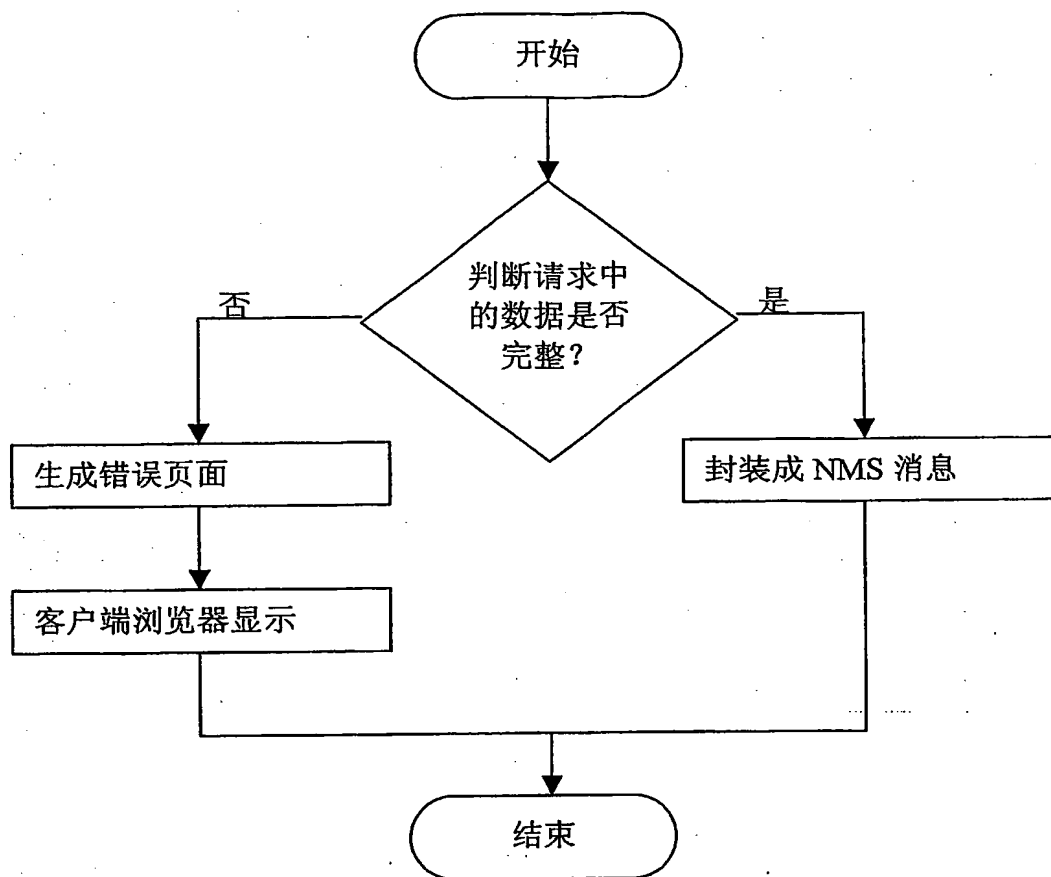 开始
判断请求中
的数据是否
完整？
否
是
生成错误页面
封装成 NMS 消息
客户端浏览器显示
结束